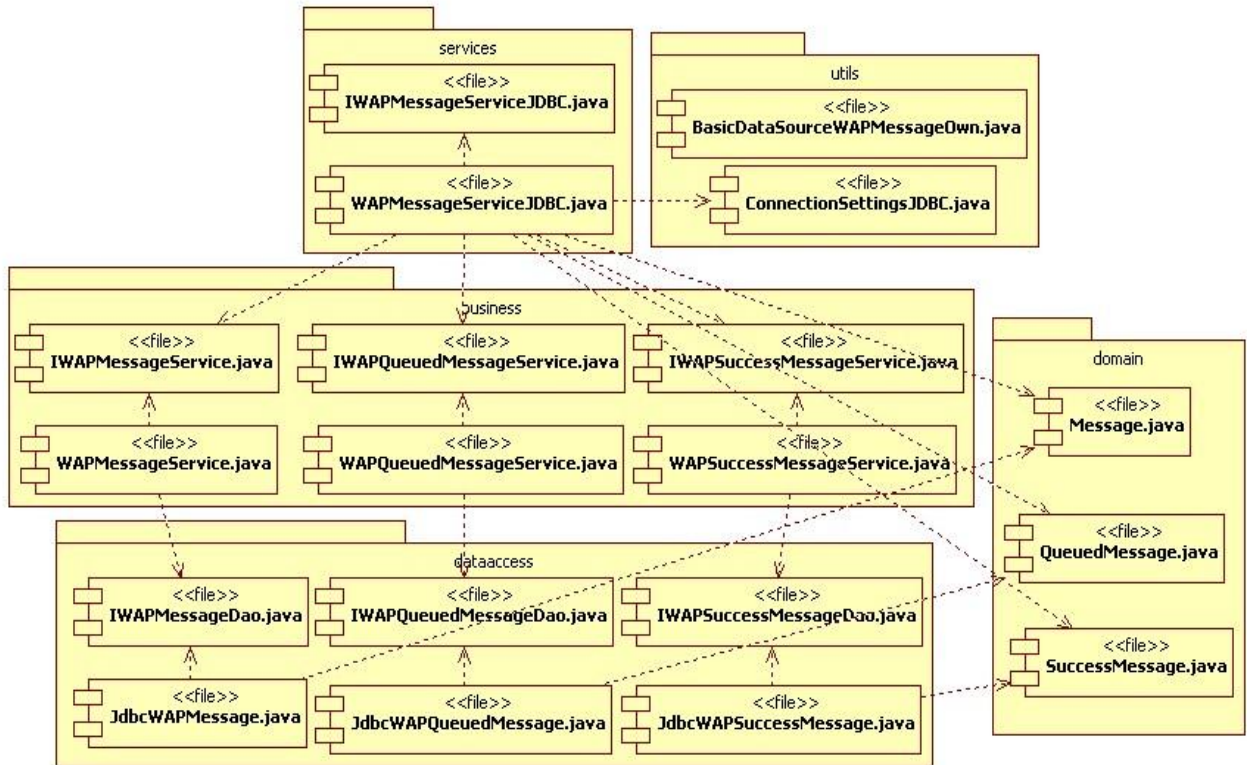 services
<<file>>
IWAPMessageServiceJDBC.java
<<file>>
WAPMessageServiceJDBC.java
utils
<<file>>
BasicDataSourceWAPMessageOwn.java
<<file>>
ConnectionSettingsJDBC.java
business
<<file>>
IWAPMessageService.java
<<file>>
IWAPQueuedMessageService.java
<<file>>
IWAPSuccessMessageService.java
<<file>>
WAPMessageService.java
<<file>>
WAPQueuedMessageService.java
<<file>>
WAPSuccessMessageService.java
domain
<<file>>
Message.java
<<file>>
QueuedMessage.java
<<file>>
SuccessMessage.java
dataaccess
<<file>>
IWAPMessageDao.java
<<file>>
IWAPQueuedMessageDao.java
<<file>>
IWAPSuccessMessageDao.java
<<file>>
JdbcWAPMessage.java
<<file>>
JdbcWAPQueuedMessage.java
<<file>>
JdbcWAPSuccessMessage.java